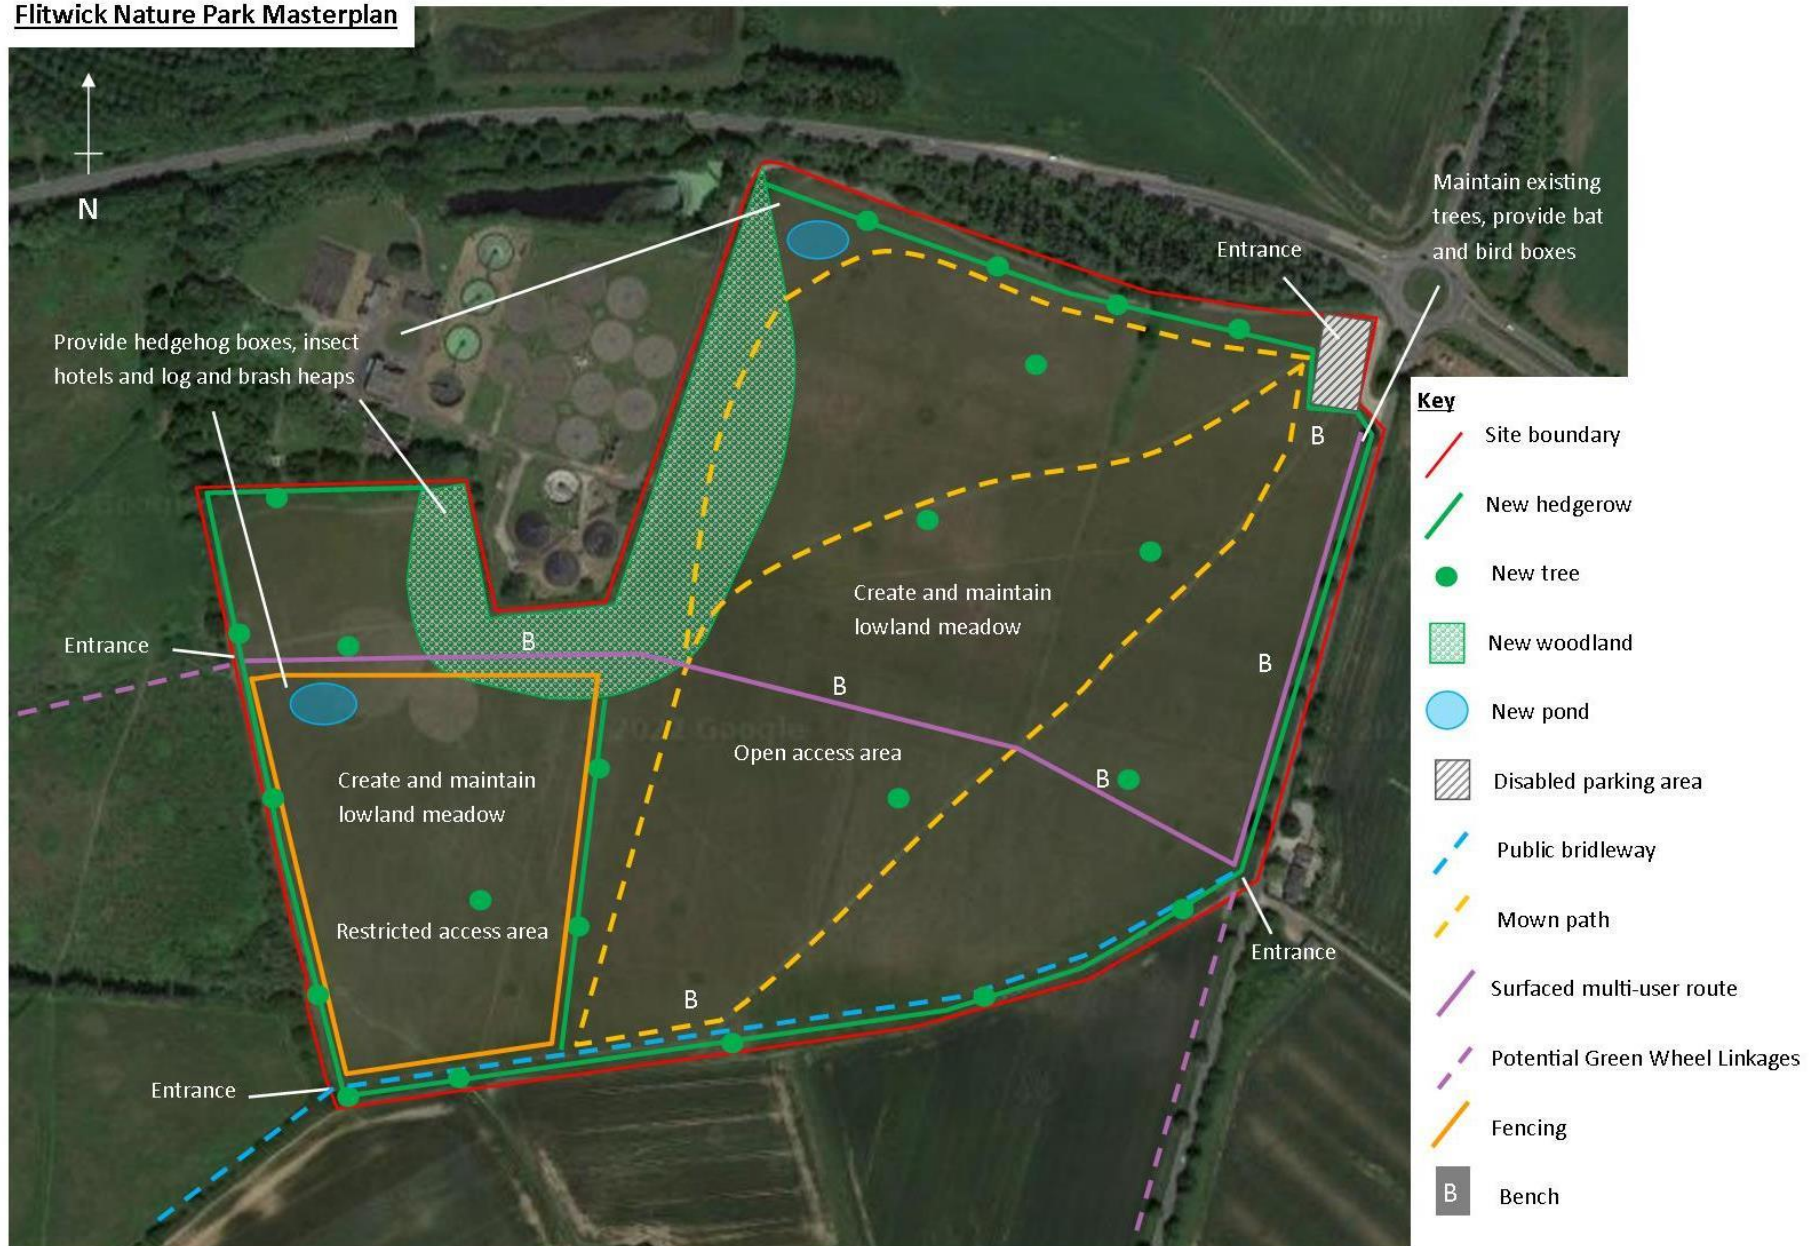 Flitwick Nature Park Masterplan
N
Maintain existing
trees, provide bat
and bird boxes
Entrance
Provide hedgehog boxes, insect
hotels and log and brash heaps
B
Create and maintain
lowland meadow
Entrance
B
B
B
Open access area
B
Create and maintain
lowland meadow
Restricted access area
Entrance
B
Entrance
Key
Site boundary
New hedgerow
New tree
New woodland
New pond
Disabled parking area
Public bridleway
Mown path
Surfaced multi-user route
Potential Green Wheel Linkages
Fencing
B Bench